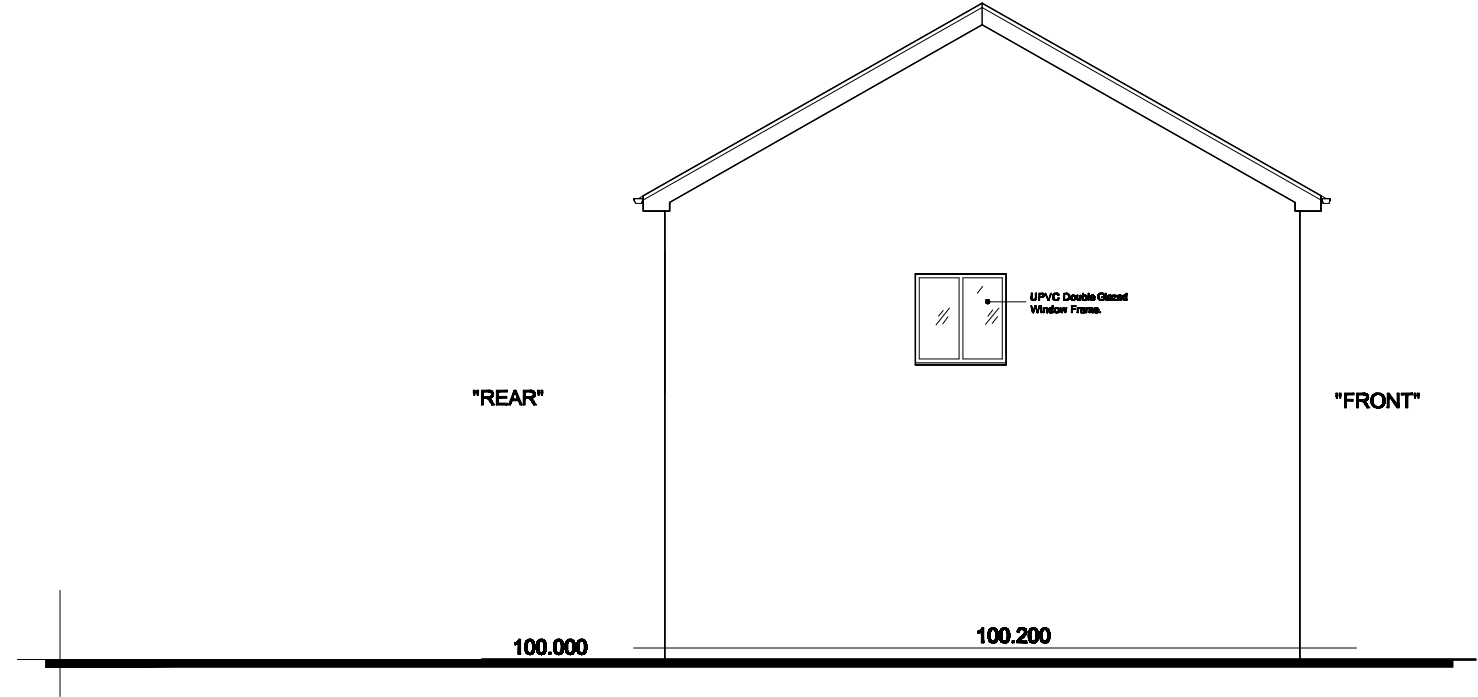 UPVC Double Glazed
Window Frame.
"REAR"
"FRONT"
100.000
100.200